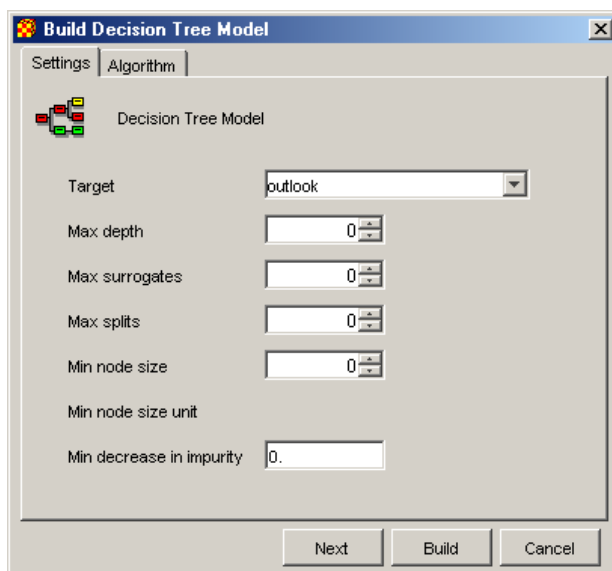 Build Decision Tree Model
Settings Algorithm
Decision Tree Model
Target outlook
Max depth 0
Max surrogates 0
Max splits 0
Min node size 0
Min node size unit
Min decrease in impurity 0.
Next Build Cancel